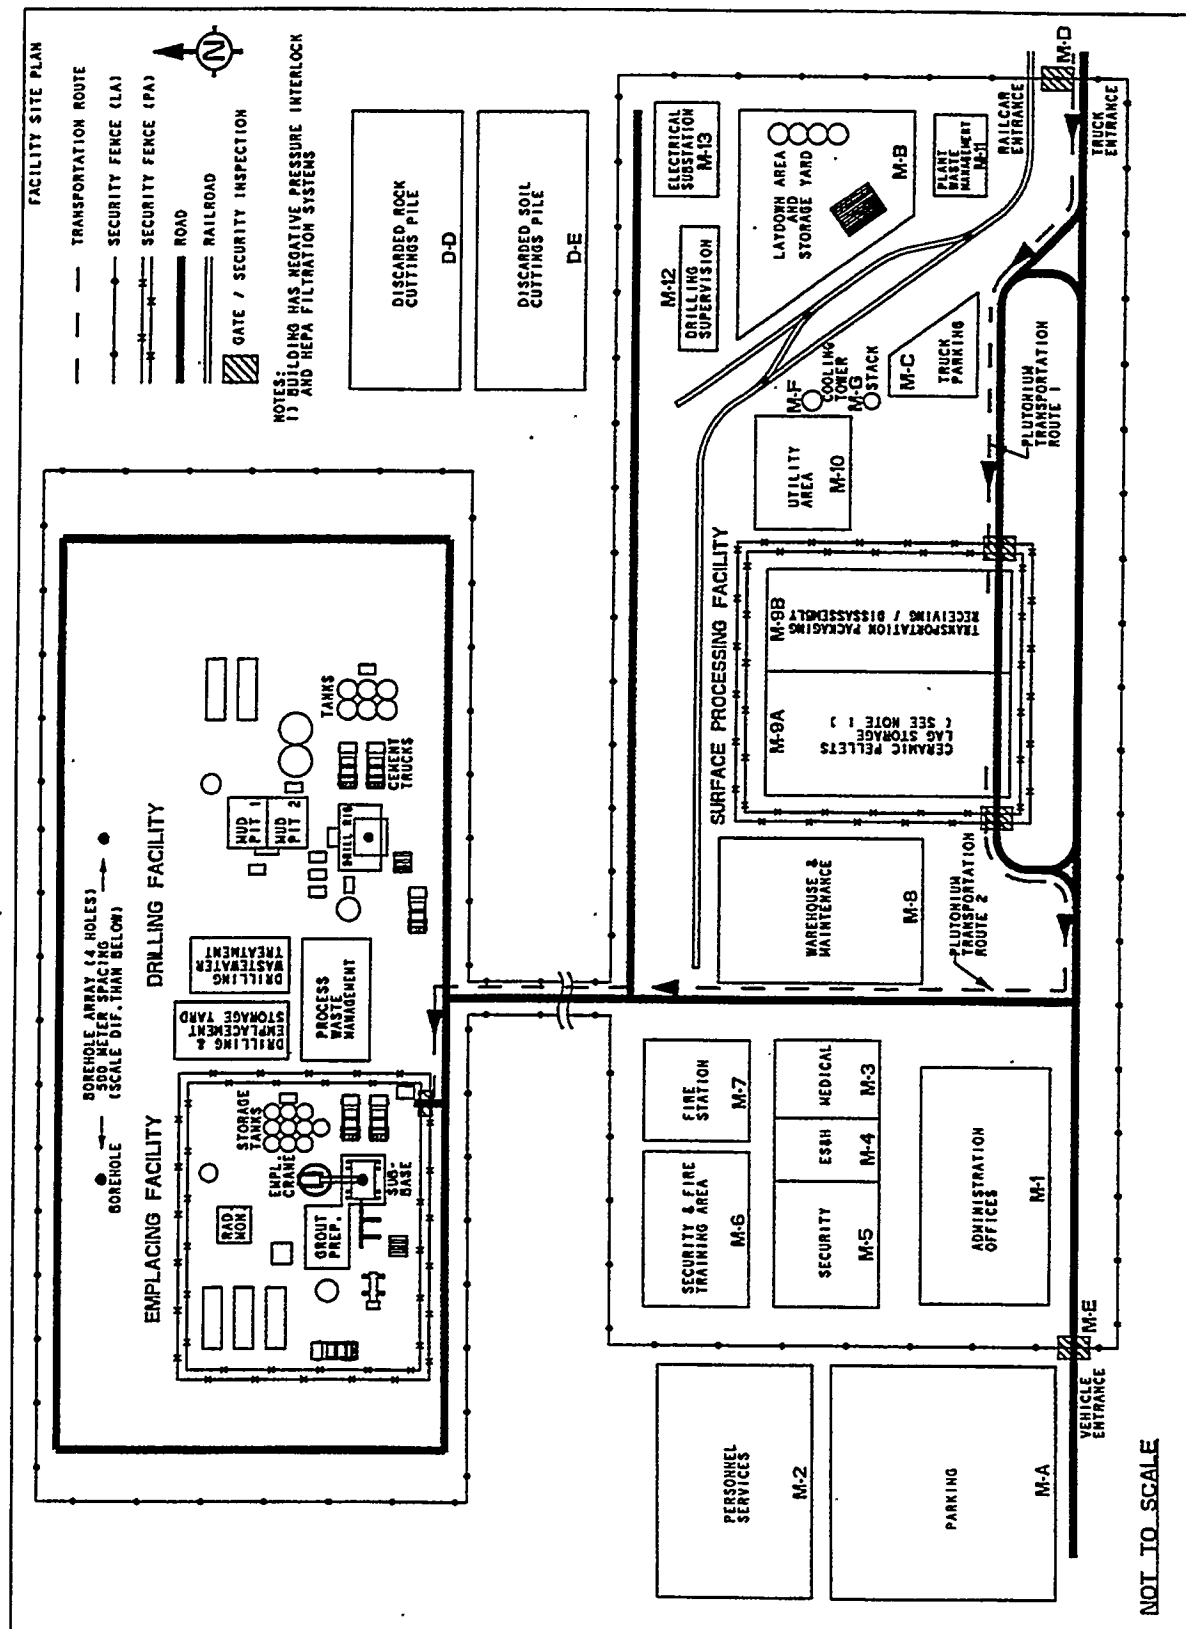 FACILITY SITE PLAN
TRANSPORTATION ROUTE
SECURITY FENCE (LA)
SECURITY FENCE (PA)
ROAD
RAILROAD
GATE / SECURITY INSPECTION
N
NOTES:
1) BUILDING HAS NEGATIVE PRESSURE INTERLOCK
AND HEPA FILTRATION SYSTEMS
BOREHOLE
BOREHOLE ARRAY (4 HOLES)
500 METER SPACING
(SCALE DIF. THAN BELOW)
EMPLACING FACILITY
DRILLING FACILITY
RAD
MON
GROUT
PREP.
EMPL.
CRANE
STORAGE
TANKS
SUB-
BASE
DRILLING &
EMPLACEMENT
STORAGE YARD
DRILLING
WASTEWATER
TREATMENT
PROCESS
WASTE
MANAGEMENT
MUD
PIT 1
MUD
PIT 2
DRILL RIG
CEMENT
TRUCKS
TANKS
DISCARDED ROCK
CUTTINGS PILE
D-D
DISCARDED SOIL
CUTTINGS PILE
D-E
PERSONNEL
SERVICES
M-2
PARKING
M-A
SECURITY & FIRE
TRAINING AREA
M-6
FIRE
STATION
M-7
SECURITY
M-5
ES&H
M-4
MEDICAL
M-3
ADMINISTRATION
OFFICES
M-1
M-E
VEHICLE
ENTRANCE
WAREHOUSE &
MAINTENANCE
M-8
PLUTONIUM
TRANSPORTATION
ROUTE 2
SURFACE PROCESSING FACILITY
M-9A
CERAMIC PELLETS
LAG STORAGE
( SEE NOTE 1 )
M-9B
TRANSPORTATION PACKAGING
RECEIVING / DISSASSEMBLY
UTILITY
AREA
M-10
M-F
COOLING
TOWER
M-G
STACK
M-C
TRUCK
PARKING
PLUTONIUM
TRANSPORTATION
ROUTE 1
M-12
DRILLING
SUPERVISION
ELECTRICAL
SUBSTATION
M-13
LAYDOWN AREA
AND
STORAGE YARD
M-B
PLANT
WASTE
MANAGEMENT
M-11
RAILCAR
ENTRANCE
M-D
TRUCK
ENTRANCE
NOT TO SCALE